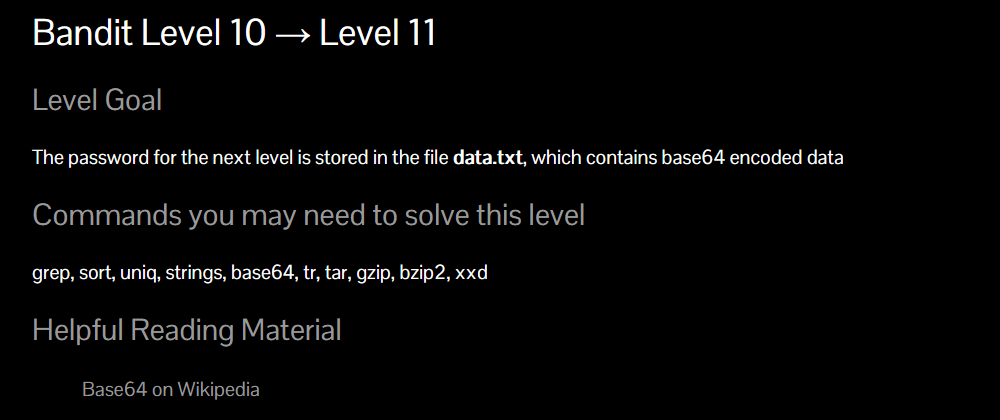 Bandit Level 10 → Level 11
Level Goal
The password for the next level is stored in the file data.txt, which contains base64 encoded data
Commands you may need to solve this level
grep, sort, uniq, strings, base64, tr, tar, gzip, bzip2, xxd
Helpful Reading Material
Base64 on Wikipedia